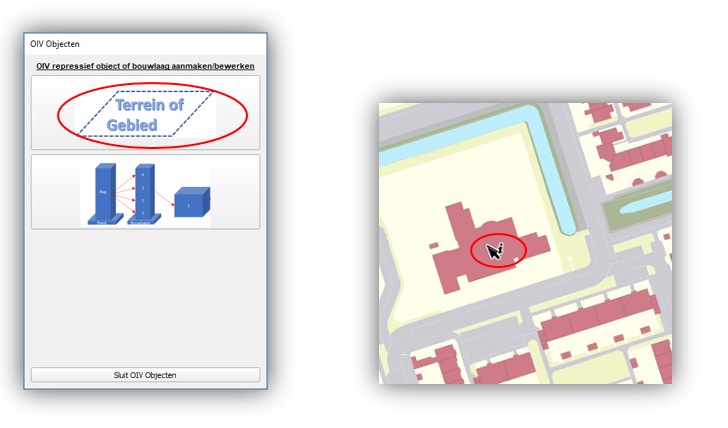 OIV Objecten
OIV repressief object of bouwlaag aanmaken/bewerken
Terrein of
Gebied
Sluit OIV Objecten